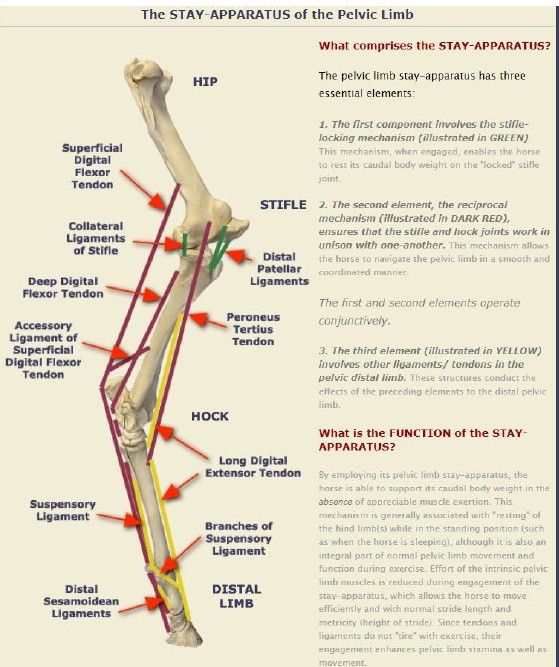 The STAY-APPARATUS of the Pelvic Limb
HIP
Superficial
Digital
Flexor
Tendon
STIFLE
Collateral
Ligaments
of Stifle
Distal
Patellar
Ligaments
Deep Digital
Flexor Tendon
Peroneus
Tertius
Tendon
Accessory
Ligament of
Superficial
Digital Flexor
Tendon
HOCK
Long Digital
Extensor Tendon
Suspensory
Ligament
Branches of
Suspensory
Ligament
Distal
Sesamoidean
Ligaments
DISTAL
LIMB
What comprises the STAY-APPARATUS?
The pelvic limb stay-apparatus has three
essential elements:
1. The first component involves the stifle-
locking mechanism (illustrated in GREEN).
This mechanism, when engaged, enables the horse
to rest its caudal body weight on the "locked" stifle
joint.
2. The second element, the reciprocal
mechanism (illustrated in DARK RED),
ensures that the stifle and hock joints work in
unison with one-another. This mechanism allows
the horse to navigate the pelvic limb in a smooth and
coordinated manner.
The first and second elements operate
conjunctively.
3. The third element (illustrated in YELLOW)
involves other ligaments/ tendons in the
pelvic distal limb. These structures conduct the
effects of the preceding elements to the distal pelvic
limb.
What is the FUNCTION of the STAY-
APPARATUS?
By employing its pelvic limb stay-apparatus, the
horse is able to support its caudal body weight in the
absence of appreciable muscle exertion. This
mechanism is generally associated with "resting" of
the hind limb(s) while in the standing position (such
as when the horse is sleeping), although it is also an
integral part of normal pelvic limb movement and
function during exercise. Effort of the intrinsic pelvic
limb muscles is reduced during engagement of the
stay-apparatus, which allows the horse to move
efficiently and with normal stride length and
metricity (height of stride). Since tendons and
ligaments do not "tire" with exercise, their
engagement enhances pelvic limb stamina as well as
movement.